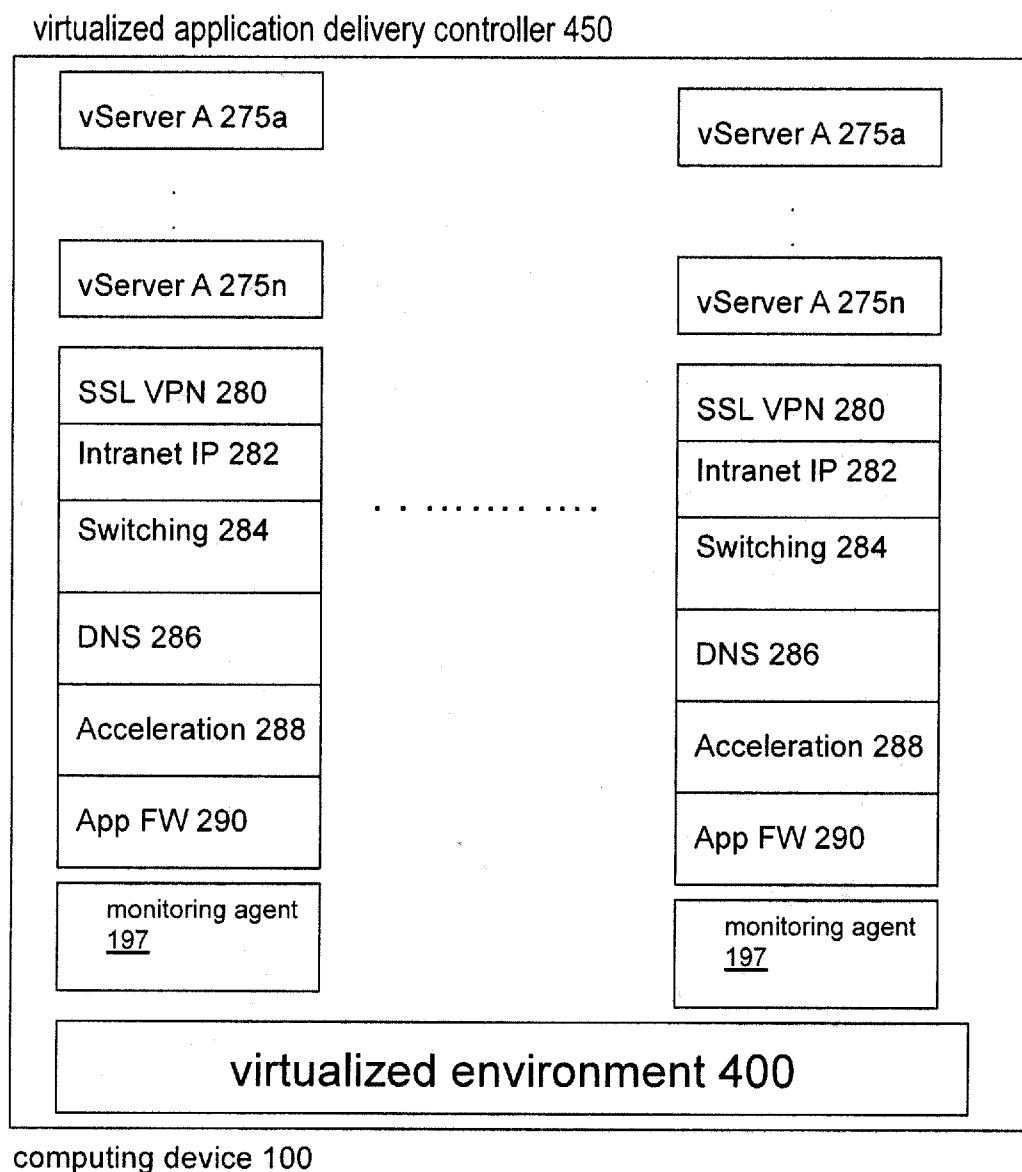 virtualized application delivery controller 450
vServer A 275a
vServer A 275n
SSL VPN 280
Intranet IP 282
Switching 284
DNS 286
Acceleration 288
App FW 290
monitoring agent
197
vServer A 275a
vServer A 275n
SSL VPN 280
Intranet IP 282
Switching 284
DNS 286
Acceleration 288
App FW 290
monitoring agent
197
virtualized environment 400
computing device 100